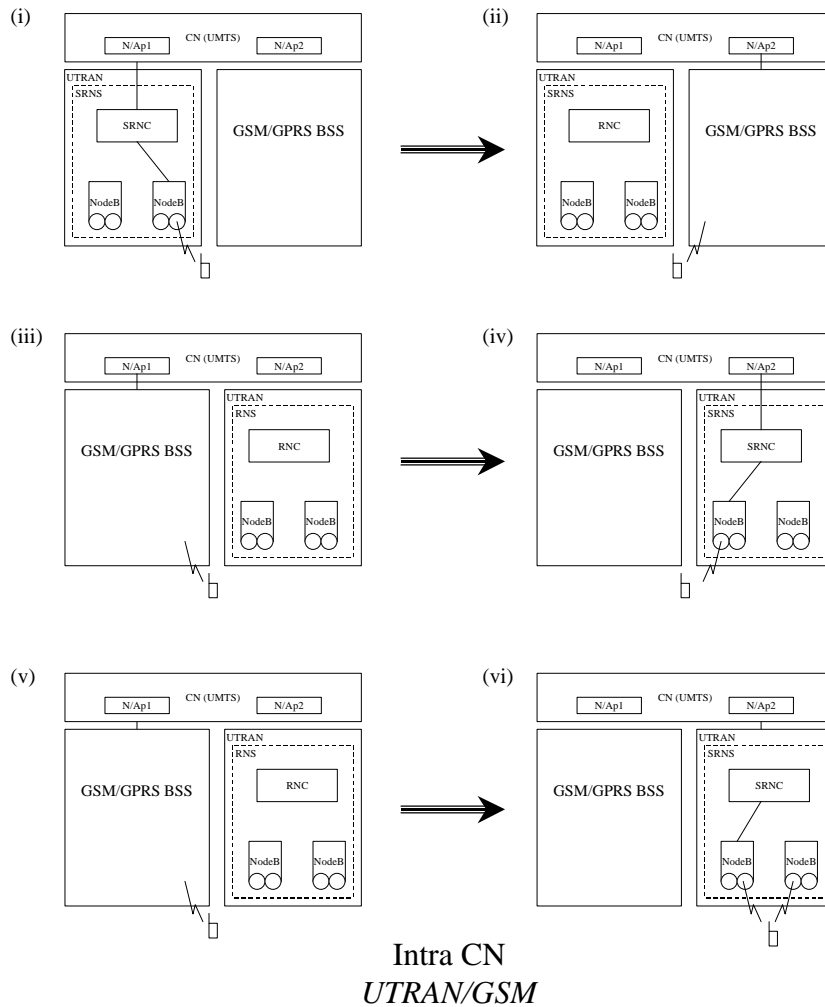 (i)
CN (UMTS)
N/Ap1
N/Ap2
UTRAN
SRNS
SRNC
GSM/GPRS BSS
NodeB
NodeB
(ii)
CN (UMTS)
N/Ap1
N/Ap2
UTRAN
SRNS
RNC
GSM/GPRS BSS
NodeB
NodeB
(iii)
CN (UMTS)
N/Ap1
N/Ap2
GSM/GPRS BSS
UTRAN
RNS
RNC
NodeB
NodeB
(iv)
CN (UMTS)
N/Ap1
N/Ap2
GSM/GPRS BSS
UTRAN
SRNS
SRNC
NodeB
NodeB
(v)
CN (UMTS)
N/Ap1
N/Ap2
GSM/GPRS BSS
UTRAN
RNS
RNC
NodeB
NodeB
(vi)
CN (UMTS)
N/Ap1
N/Ap2
GSM/GPRS BSS
UTRAN
SRNS
SRNC
NodeB
NodeB
Intra CN
UTRAN/GSM